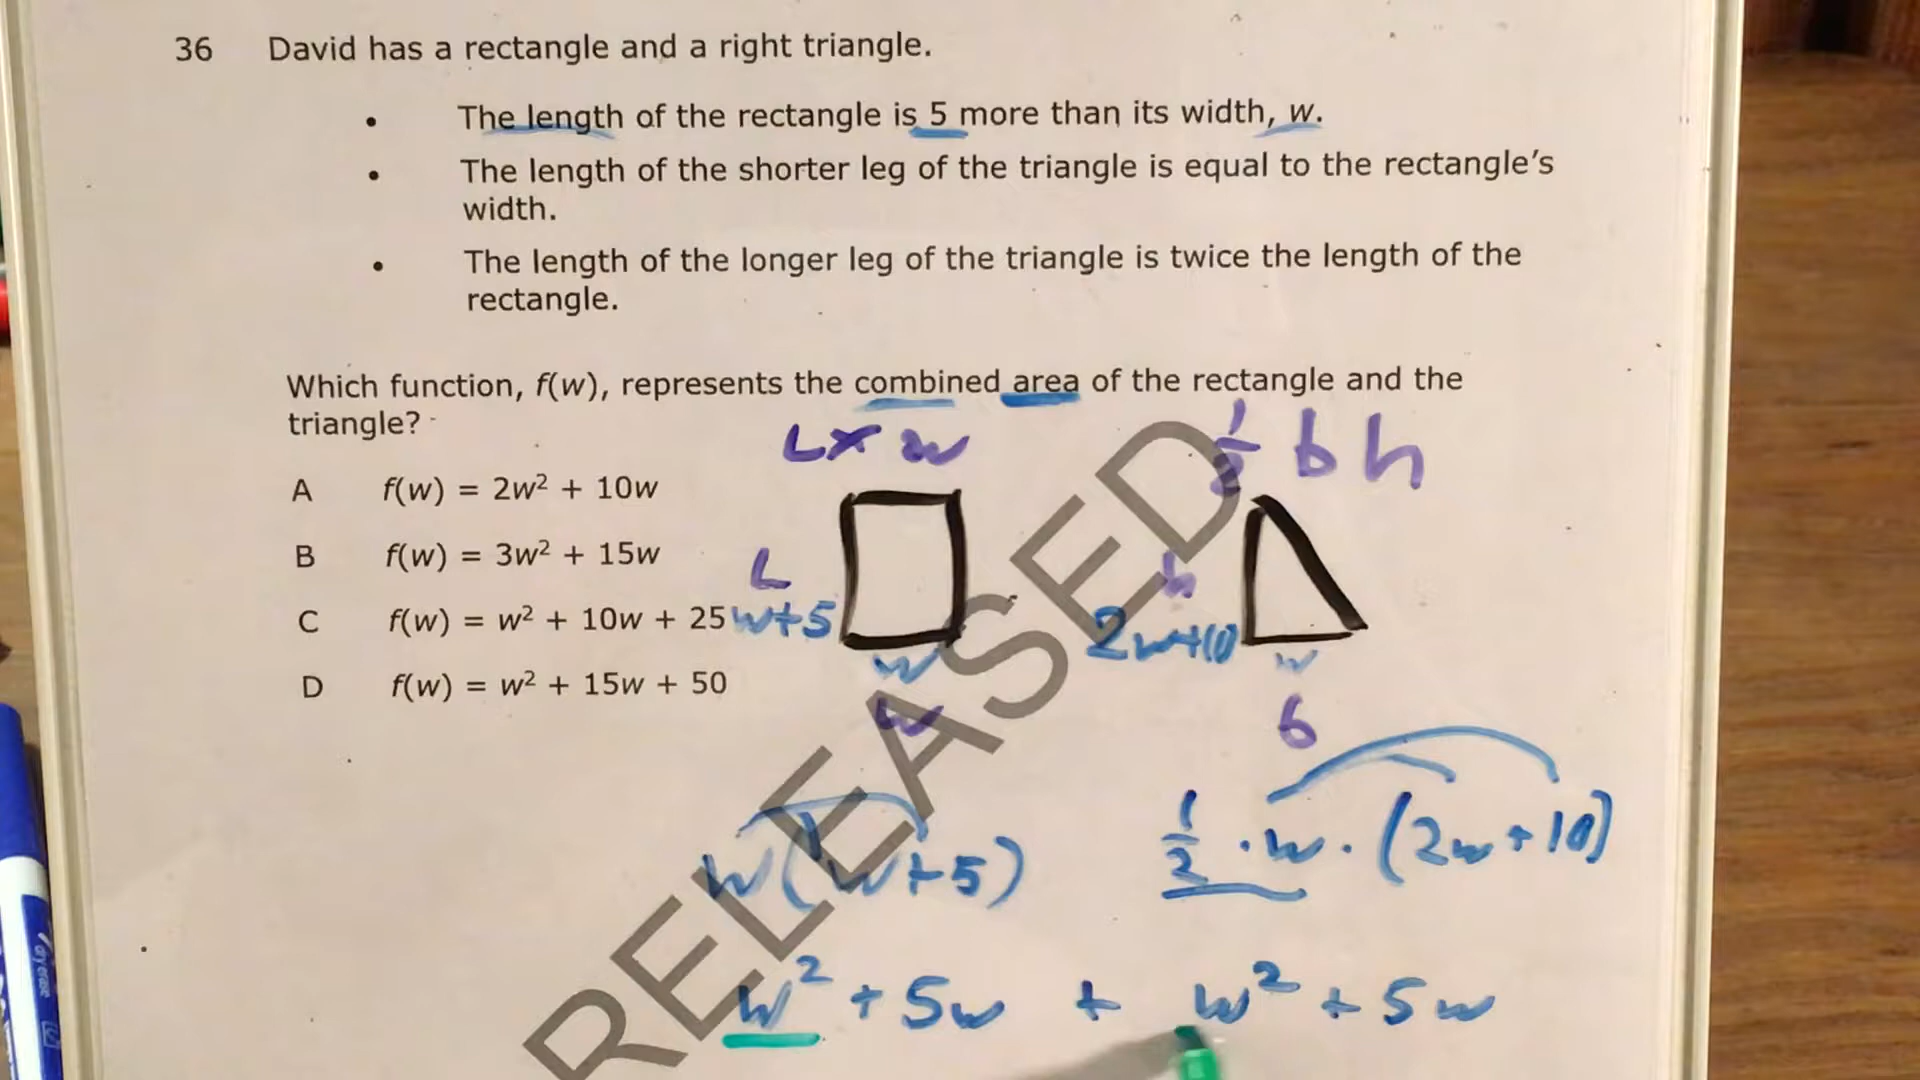 36 David has a rectangle and a right triangle.
• The length of the rectangle is 5 more than its width, w.
• The length of the shorter leg of the triangle is equal to the rectangle's
width.
• The length of the longer leg of the triangle is twice the length of the
rectangle.
Which function, f(w), represents the combined area of the rectangle and the
triangle?
L x w
1/2 b h
A f(w) = 2w² + 10w
B f(w) = 3w² + 15w
C f(w) = w² + 10w + 25
D f(w) = w² + 15w + 50
L
w+5
w
w
h
2w+10
w
b
w(w+5)
1/2 · w · (2w+10)
w² + 5w + w² + 5w
RELEASED